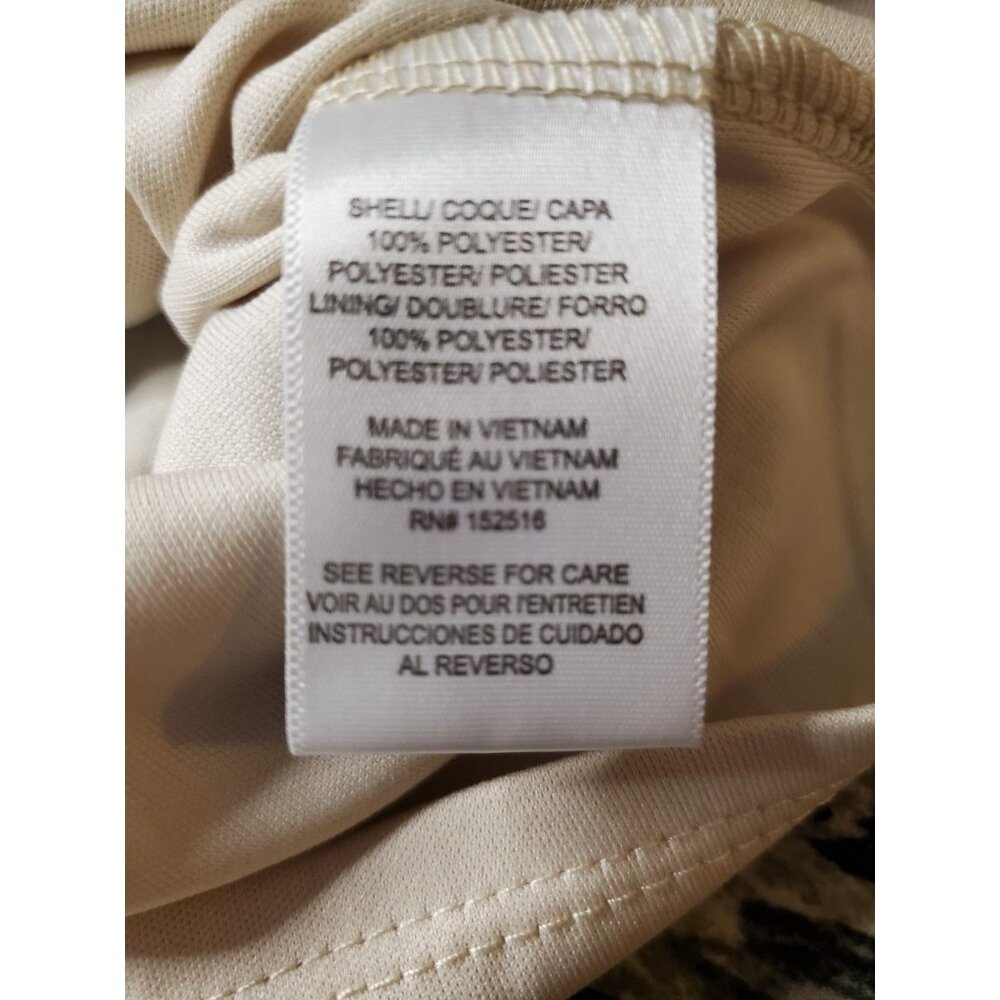 SHELL/ COQUE/ CAPA
100% POLYESTER/
POLYESTER/ POLIESTER
LINING/ DOUBLURE/ FORRO
100% POLYESTER/
POLYESTER/ POLIESTER
MADE IN VIETNAM
FABRIQUÉ AU VIETNAM
HECHO EN VIETNAM
RN# 152516
SEE REVERSE FOR CARE
VOIR AU DOS POUR l'ENTRETIEN
INSTRUCCIONES DE CUIDADO
AL REVERSO